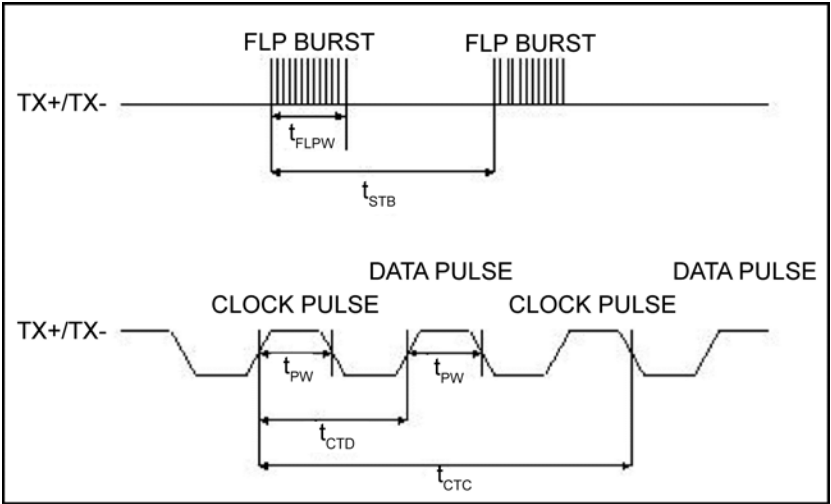 FLP BURST FLP BURST
TX+/TX-
tFLPW
tSTB
DATA PULSE DATA PULSE
CLOCK PULSE CLOCK PULSE
TX+/TX-
tPW tPW
tCTD
tCTC